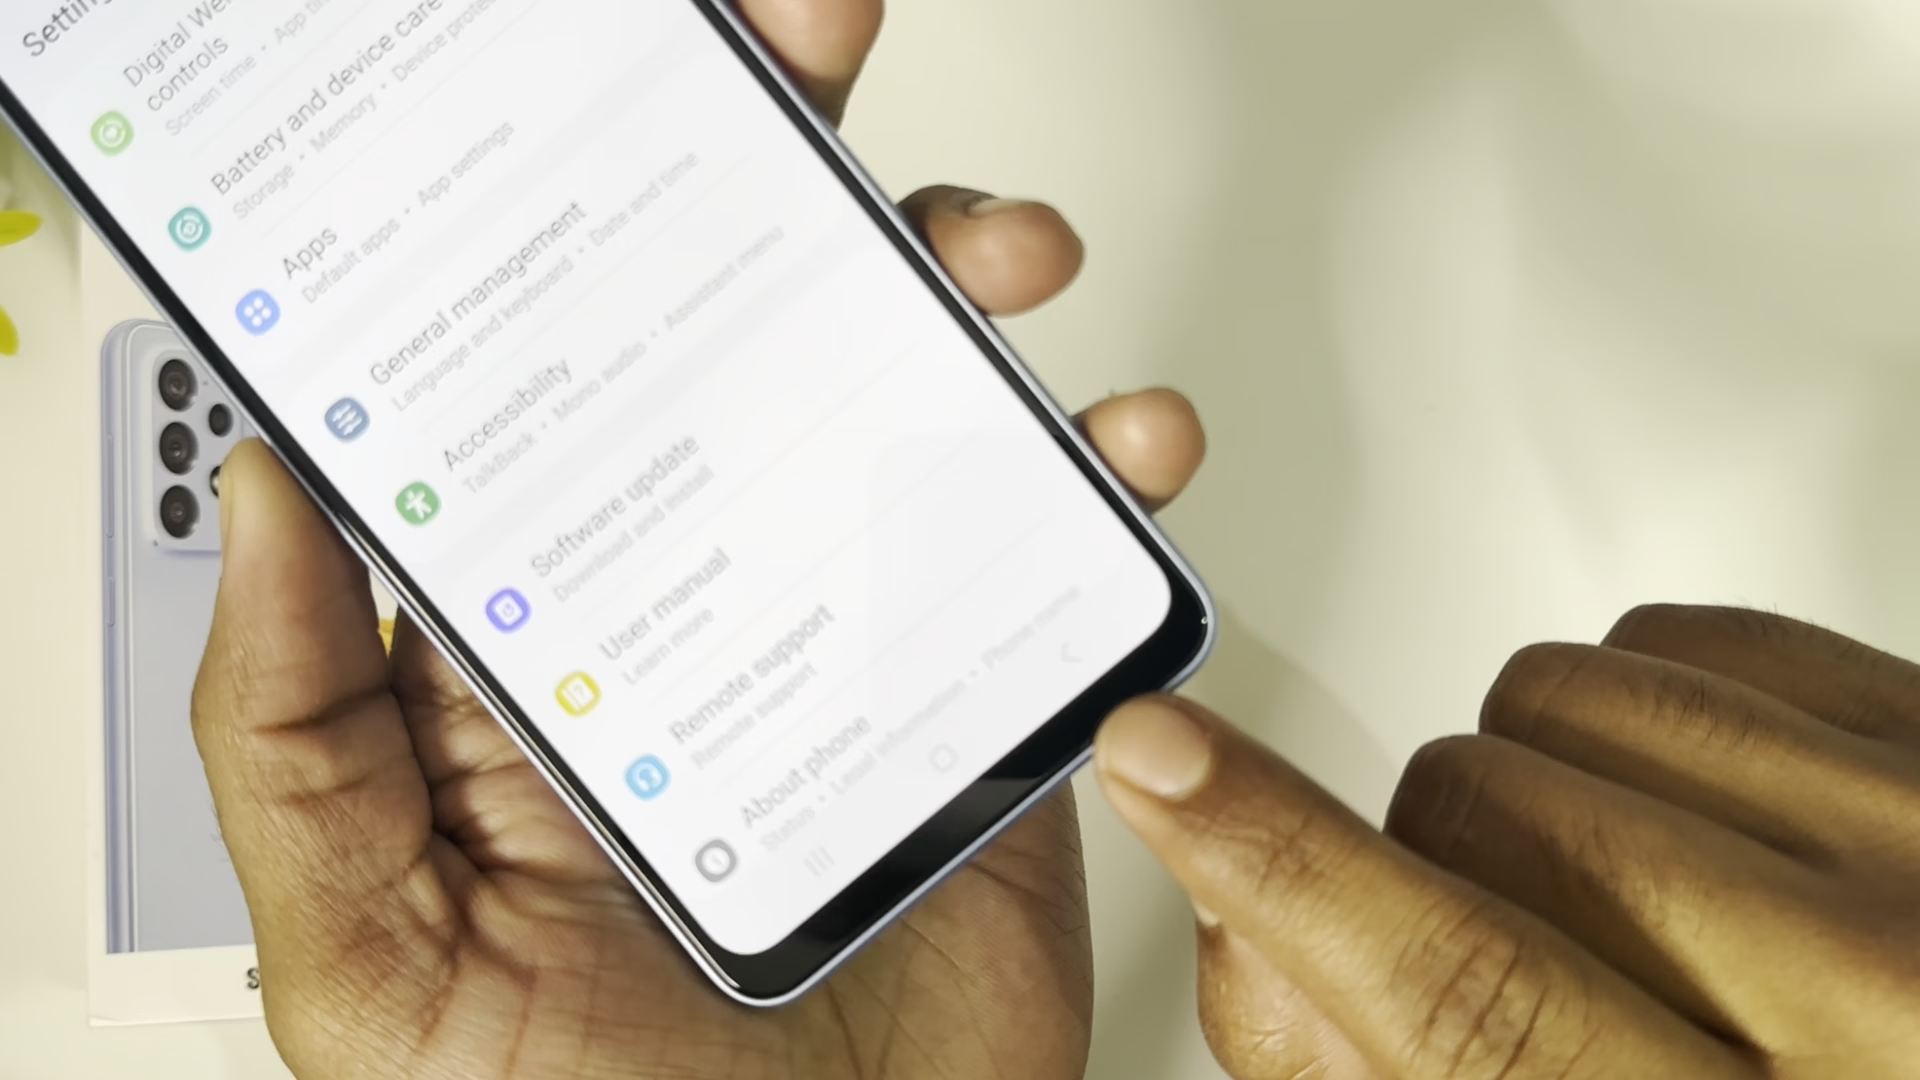 Settin
Digital Wel
controls
Screen time • App tim
Battery and device care
Storage • Memory • Device prote
Apps
Default apps • App settings
General management
Language and keyboard • Date and time
Accessibility
TalkBack • Mono audio • Assistant menu
Software update
Download and install
User manual
Learn more
Remote support
Remote support
About phone
Status • Legal information • Phone name
S